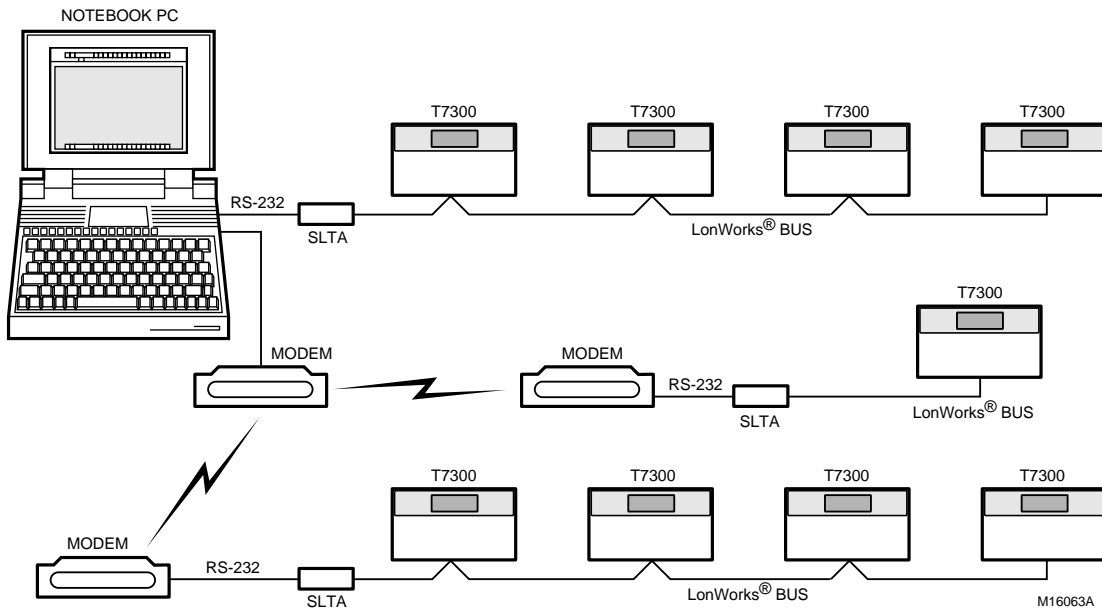 NOTEBOOK PC
T7300
T7300
T7300
T7300
RS-232
SLTA
LonWorks® BUS
T7300
MODEM
MODEM
RS-232
SLTA
LonWorks® BUS
T7300
T7300
T7300
T7300
MODEM
RS-232
SLTA
LonWorks® BUS
M16063A